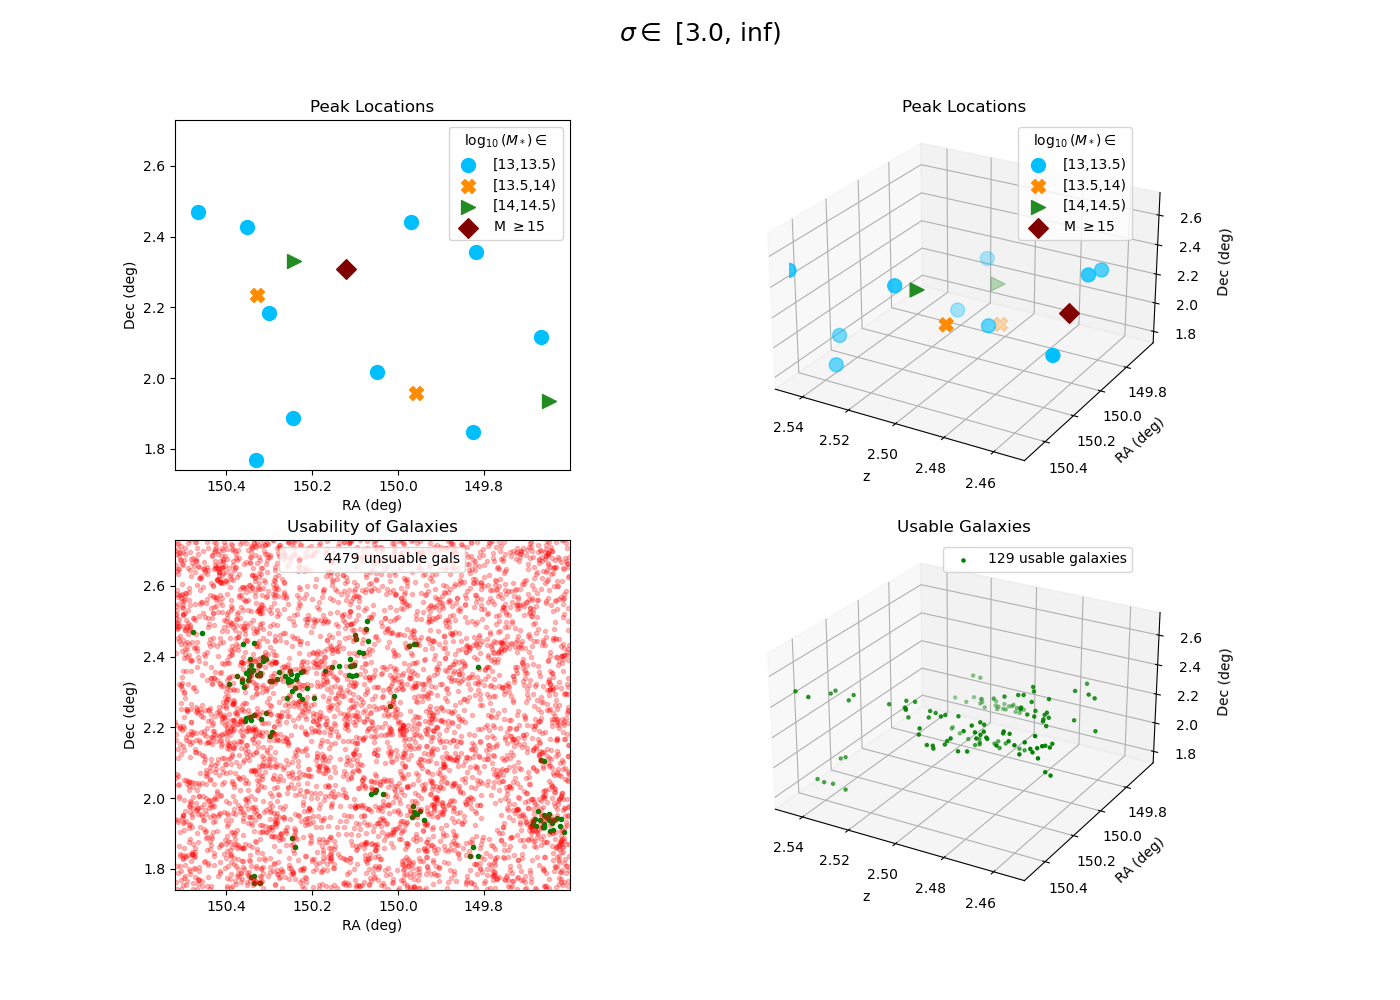 σ ∈ [3.0, inf)
Peak Locations
log₁₀(M*) ∈
[13,13.5)
[13.5,14)
[14,14.5)
M ≥15
2.6
2.4
2.2
2.0
1.8
Dec (deg)
150.4 150.2 150.0 149.8
RA (deg)
Peak Locations
log₁₀(M*) ∈
[13,13.5)
[13.5,14)
[14,14.5)
M ≥15
2.6
2.4
2.2
2.0
1.8
Dec (deg)
149.8
150.0
150.2
150.4
RA (deg)
2.54
2.52
2.50
2.48
2.46
z
Usability of Galaxies
4479 unsuable gals
2.6
2.4
2.2
2.0
1.8
Dec (deg)
150.4 150.2 150.0 149.8
RA (deg)
Usable Galaxies
129 usable galaxies
2.6
2.4
2.2
2.0
1.8
Dec (deg)
149.8
150.0
150.2
150.4
RA (deg)
2.54
2.52
2.50
2.48
2.46
z